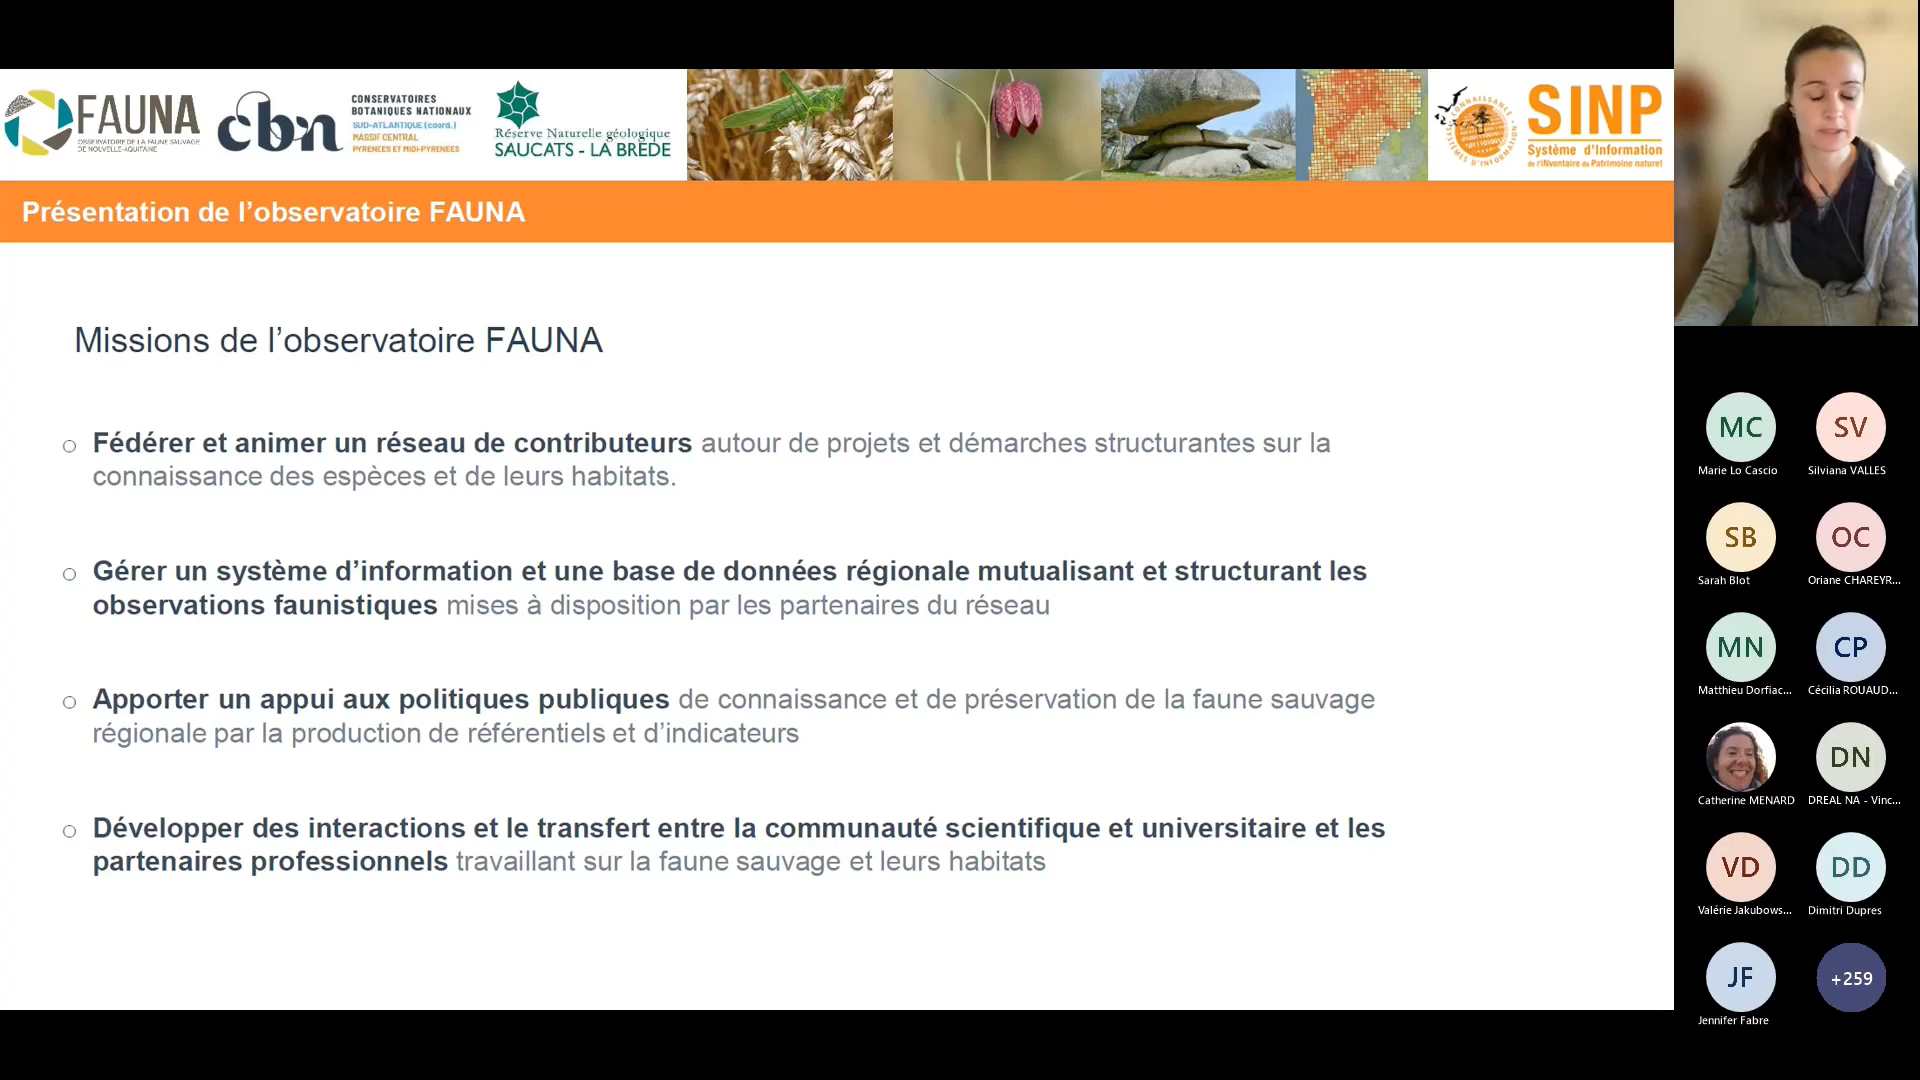 FAUNA
OBSERVATOIRE DE LA FAUNE SAUVAGE
DE NOUVELLE-AQUITAINE
cbn
CONSERVATOIRES
BOTANIQUES NATIONAUX
SUD-ATLANTIQUE (coord.)
MASSIF CENTRAL
PYRENEES ET MIDI-PYRENEES
Réserve Naturelle géologique
SAUCATS - LA BRÈDE
SINP
Système d'Information
de l'iNventaire du Patrimoine naturel
Présentation de l’observatoire FAUNA
Missions de l’observatoire FAUNA
Fédérer et animer un réseau de contributeurs autour de projets et démarches structurantes sur la
connaissance des espèces et de leurs habitats.
Gérer un système d’information et une base de données régionale mutualisant et structurant les
observations faunistiques mises à disposition par les partenaires du réseau
Apporter un appui aux politiques publiques de connaissance et de préservation de la faune sauvage
régionale par la production de référentiels et d’indicateurs
Développer des interactions et le transfert entre la communauté scientifique et universitaire et les
partenaires professionnels travaillant sur la faune sauvage et leurs habitats
MC
SV
Marie Lo Cascio
Silviana VALLES
SB
OC
Sarah Blot
Oriane CHAREYR...
MN
CP
Matthieu Dorfiac...
Cécilia ROUAUD...
DN
Catherine MENARD
DREAL NA - Vinc...
VD
DD
Valérie Jakubows...
Dimitri Dupres
JF
+259
Jennifer Fabre